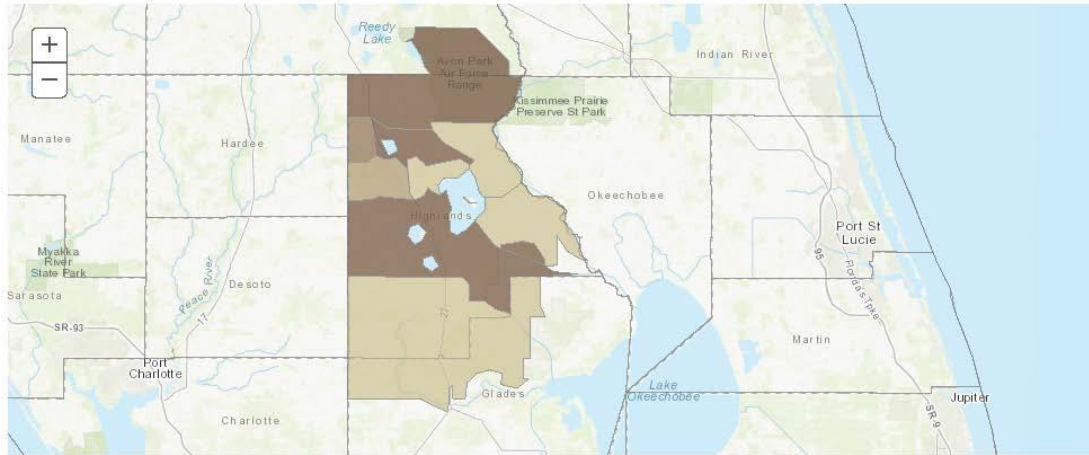 Reedy
Lake
+
−
Indian River
Avon Park
Air Force
Range
Kissimmee Prairie
Preserve St Park
Manatee
Hardee
Okeechobee
Highlands
Port St
Lucie
Myakka
River
State Park
Peace River
Desoto
95
Florida's Tpke
Sarasota
17
SR-93
Martin
Port
Charlotte
Lake
Okeechobee
Glades
Jupiter
Charlotte
SR-9